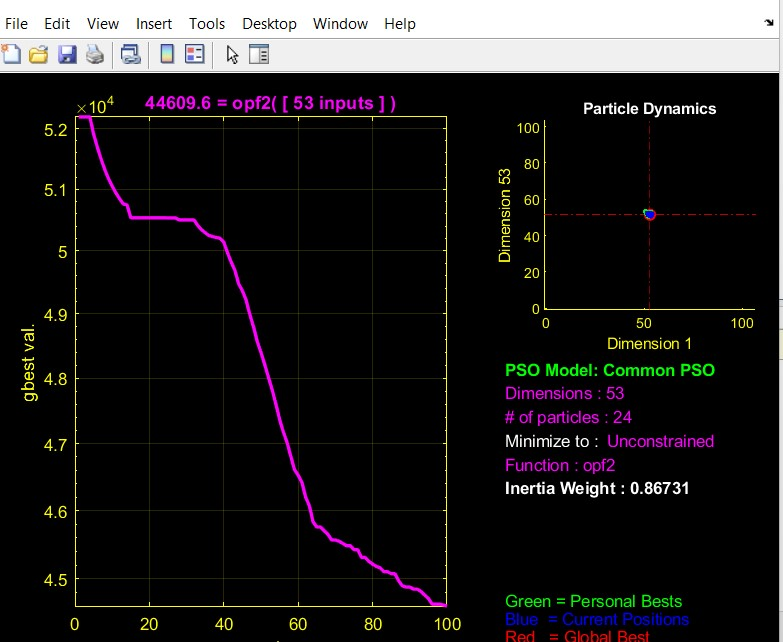 File Edit View Insert Tools Desktop Window Help
×10⁴
44609.6 = opf2( [ 53 inputs ] )
5.2
5.1
5
4.9
4.8
4.7
4.6
4.5
gbest val.
0 20 40 60 80 100
Particle Dynamics
100
80
60
40
20
0
Dimension 53
0 50 100
Dimension 1
PSO Model: Common PSO
Dimensions : 53
# of particles : 24
Minimize to : Unconstrained
Function : opf2
Inertia Weight : 0.86731
Green = Personal Bests
Blue = Current Positions
Red = Global Best